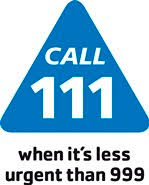 CALL
111
when it's less
urgent than 999